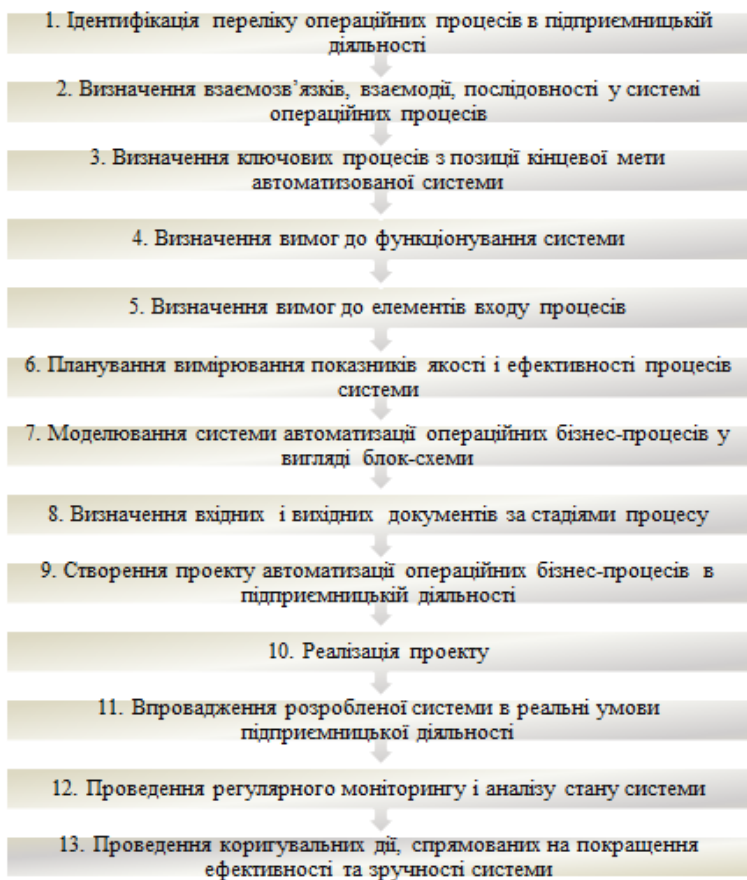 1. Ідентифікація переліку операційних процесів в підприємницькій
діяльності
2. Визначення взаємозв’язків, взаємодії, послідовності у системі
операційних процесів
3. Визначення ключових процесів з позиції кінцевої мети
автоматизованої системи
4. Визначення вимог до функціонування системи
5. Визначення вимог до елементів входу процесів
6. Планування вимірювання показників якості і ефективності процесів
системи
7. Моделювання системи автоматизації операційних бізнес-процесів у
вигляді блок-схеми
8. Визначення вхідних і вихідних документів за стадіями процесу
9. Створення проекту автоматизації операційних бізнес-процесів в
підприємницькій діяльності
10. Реалізація проекту
11. Впровадження розробленої системи в реальні умови
підприємницької діяльності
12. Проведення регулярного моніторингу і аналізу стану системи
13. Проведення коригувальних дії, спрямованих на покращення
ефективності та зручності системи